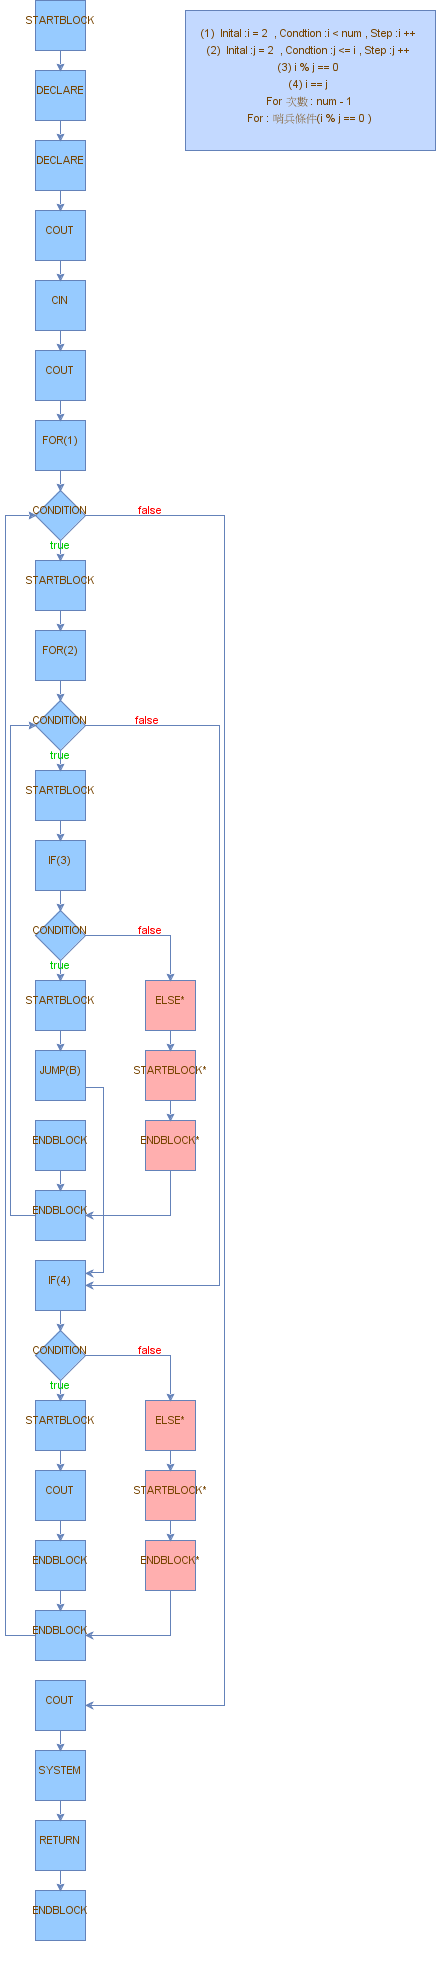 STARTBLOCK
(1) Inital :i = 2 , Condtion :i < num , Step :i ++
(2) Inital :j = 2 , Condtion :j <= i , Step :j ++
(3) i % j == 0
(4) i == j
For 次數 : num - 1
For : 哨兵條件(i % j == 0 )
DECLARE
DECLARE
COUT
CIN
COUT
FOR(1)
CONDITION
false
true
STARTBLOCK
FOR(2)
CONDITION
false
true
STARTBLOCK
IF(3)
CONDITION
false
true
STARTBLOCK
ELSE*
JUMP(B)
STARTBLOCK*
ENDBLOCK
ENDBLOCK*
ENDBLOCK
IF(4)
CONDITION
false
true
STARTBLOCK
ELSE*
COUT
STARTBLOCK*
ENDBLOCK
ENDBLOCK*
ENDBLOCK
COUT
SYSTEM
RETURN
ENDBLOCK